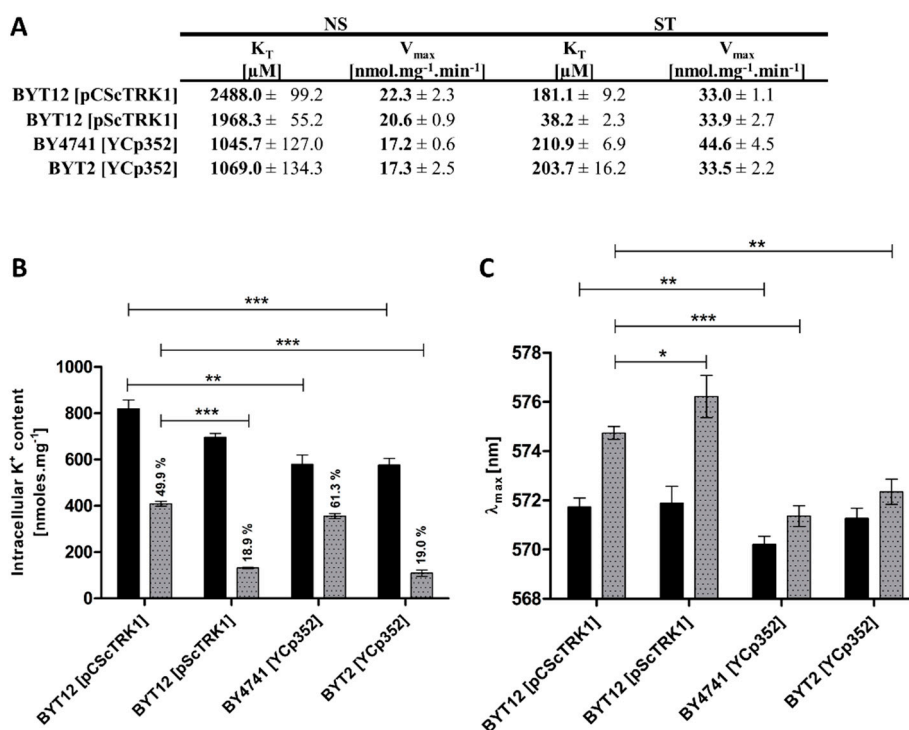 A
NS ST
K_T V_max K_T V_max
[µM] [nmol.mg⁻¹.min⁻¹] [µM] [nmol.mg⁻¹.min⁻¹]
BYT12 [pCScTRK1] 2488.0 ± 99.2 22.3 ± 2.3 181.1 ± 9.2 33.0 ± 1.1
BYT12 [pScTRK1] 1968.3 ± 55.2 20.6 ± 0.9 38.2 ± 2.3 33.9 ± 2.7
BY4741 [YCp352] 1045.7 ± 127.0 17.2 ± 0.6 210.9 ± 6.9 44.6 ± 4.5
BYT2 [YCp352] 1069.0 ± 134.3 17.3 ± 2.5 203.7 ± 16.2 33.5 ± 2.2
B
***
***
**
***
Intracellular K⁺ content
[nmoles.mg⁻¹]
1000
800
600
400
200
0
49.9 %
18.9 %
61.3 %
19.0 %
BYT12 [pCScTRK1]
BYT12 [pScTRK1]
BY4741 [YCp352]
BYT2 [YCp352]
C
**
**
***
*
λ_max [nm]
578
576
574
572
570
568
BYT12 [pCScTRK1]
BYT12 [pScTRK1]
BY4741 [YCp352]
BYT2 [YCp352]